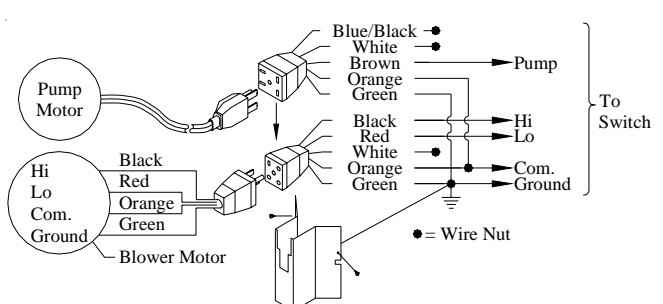 Blue/Black
White
Brown
Orange
Green
Pump
Pump
Motor
To
Switch
Black
Red
White
Orange
Green
Hi
Lo
Com.
Ground
Hi
Lo
Com.
Ground
Black
Red
Orange
Green
Blower Motor
= Wire Nut